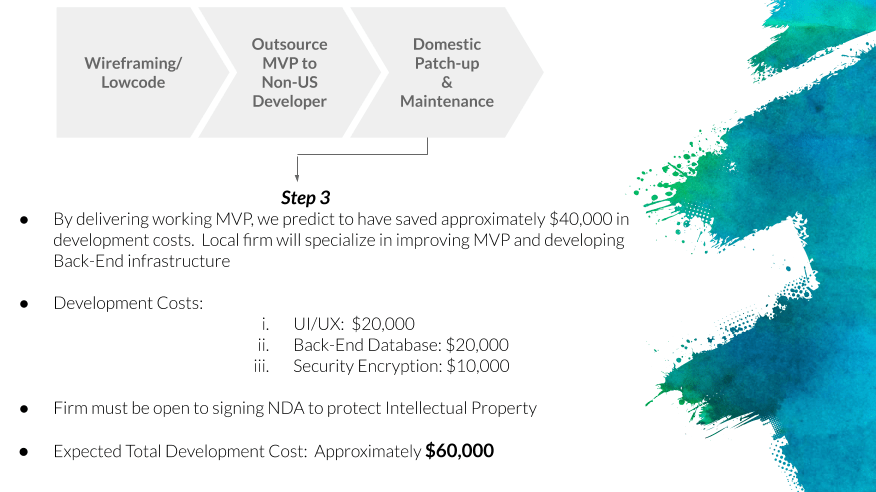 Wireframing/
Lowcode
Outsource
MVP to
Non-US
Developer
Domestic
Patch-up
&
Maintenance
Step 3
● By delivering working MVP, we predict to have saved approximately $40,000 in
development costs.  Local firm will specialize in improving MVP and developing
Back-End infrastructure
● Development Costs:
i. UI/UX:  $20,000
ii. Back-End Database: $20,000
iii. Security Encryption: $10,000
● Firm must be open to signing NDA to protect Intellectual Property
● Expected Total Development Cost:  Approximately $60,000